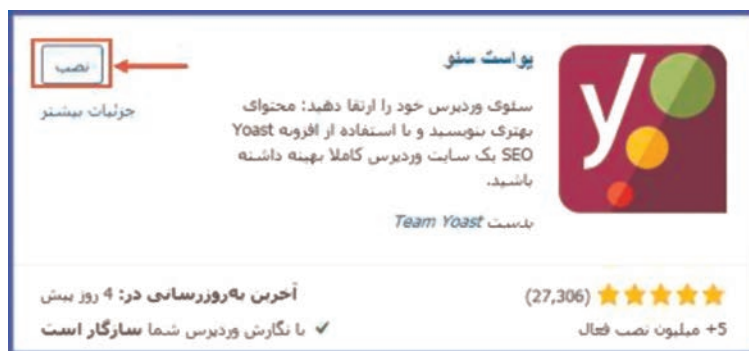 یواست سئو
نصب
سئوی وردپرس خود را ارتقا دهید: محتوای
جزئیات بیشتر
بهتری بنویسید و با استفاده از افزونه Yoast
SEO یک سایت وردپرس کاملا بهینه داشته
باشید.
بدست Team Yoast
(27,306)
آخرین به‌روزرسانی در: 4 روز پیش
5+ میلیون نصب فعال
با نگارش وردپرس شما سازگار است